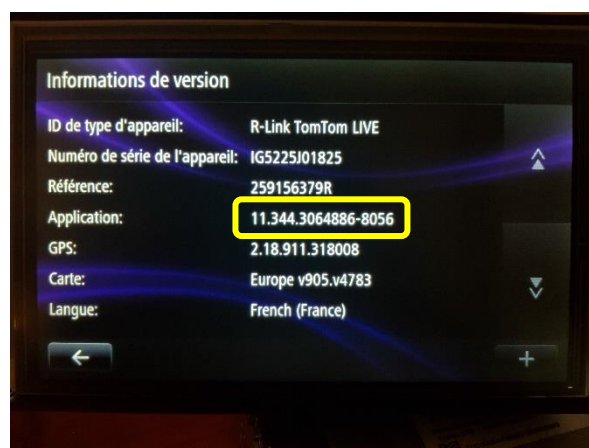 Informations de version
ID de type d'appareil: R-Link TomTom LIVE
Numéro de série de l'appareil: IG5225J01825
Référence: 259156379R
Application: 11.344.3064886-8056
GPS: 2.18.911.318008
Carte: Europe v905.v4783
Langue: French (France)